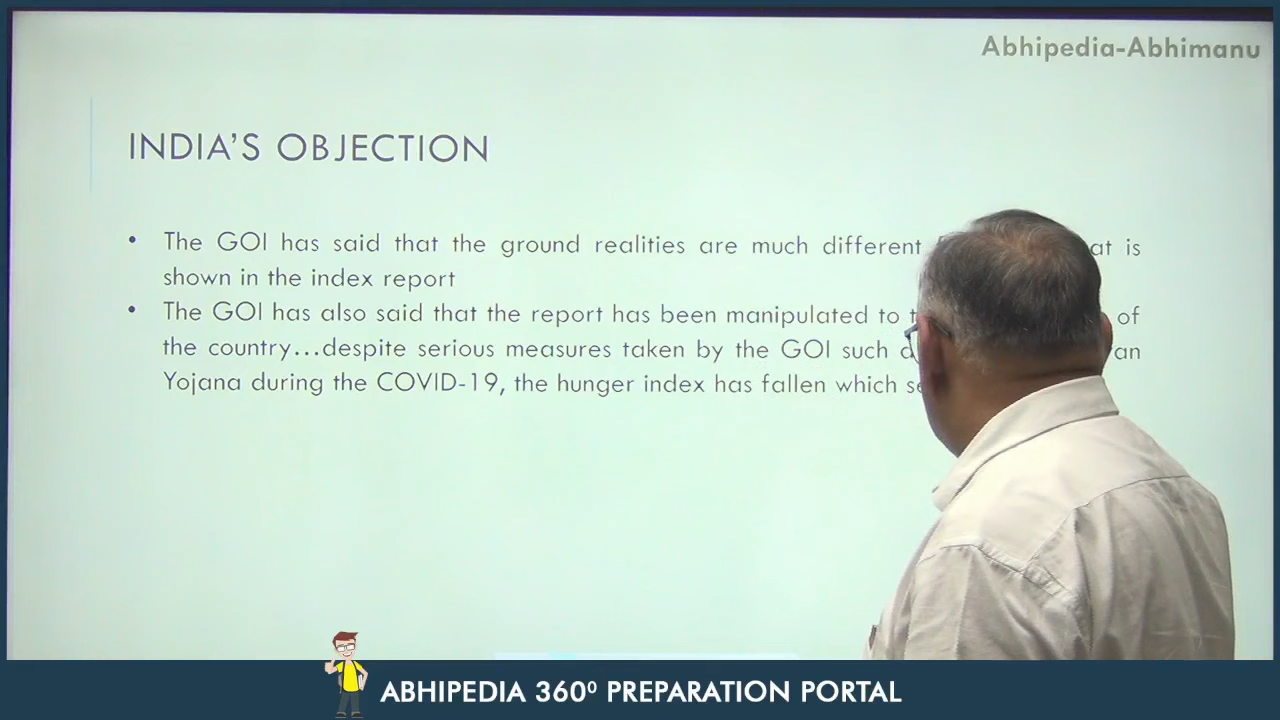 Abhipedia-Abhimanu
INDIA'S OBJECTION
• The GOI has said that the ground realities are much different is
shown in the index report
• The GOI has also said that the report has been manipulated to of
the country...despite serious measures taken by the GOI such
Yojana during the COVID-19, the hunger index has fallen which
ABHIPEDIA 360⁰ PREPARATION PORTAL